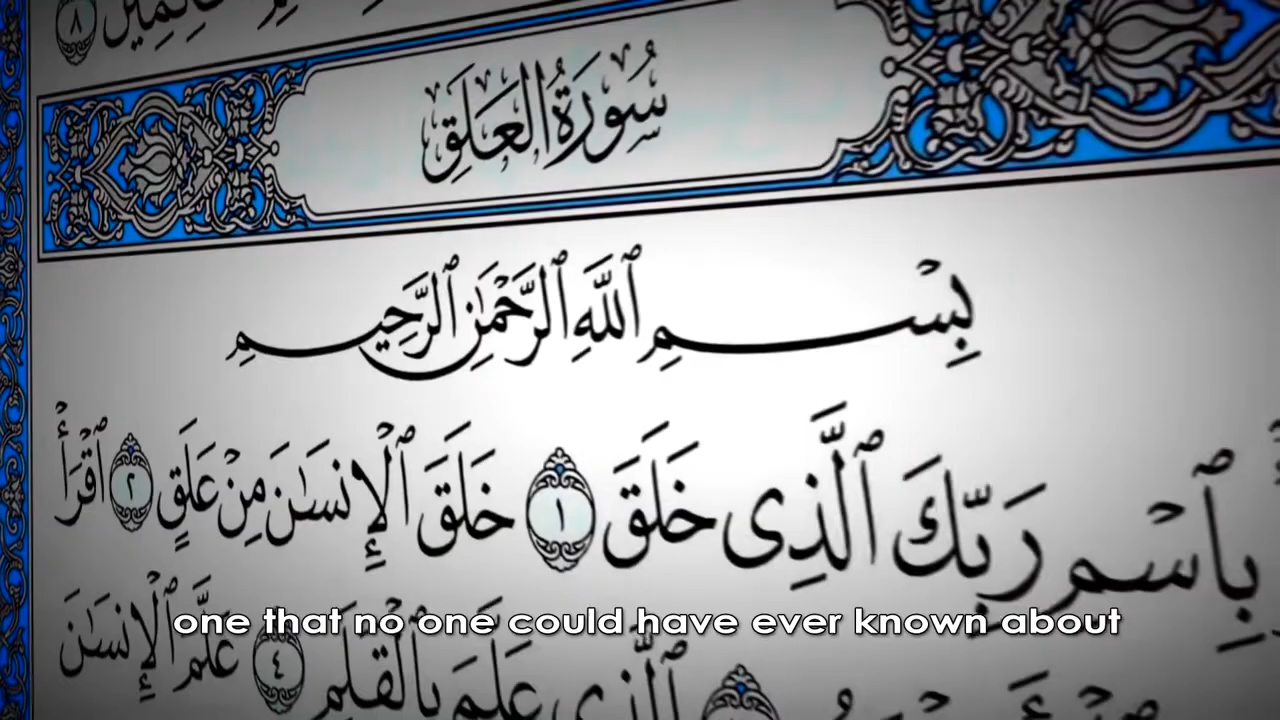 ٨
سُورَةُ العَلَقِ
بِسْمِ ٱللَّهِ ٱلرَّحْمَٰنِ ٱلرَّحِيمِ
بِٱسْمِ رَبِّكَ ٱلَّذِى خَلَقَ ١ خَلَقَ ٱلْإِنسَٰنَ مِنْ عَلَقٍ ٢ ٱقْرَأْ
ٱلَّذِى عَلَّمَ بِٱلْقَلَمِ ٤ عَلَّمَ ٱلْإِنسَٰنَ
one that no one could have ever known about